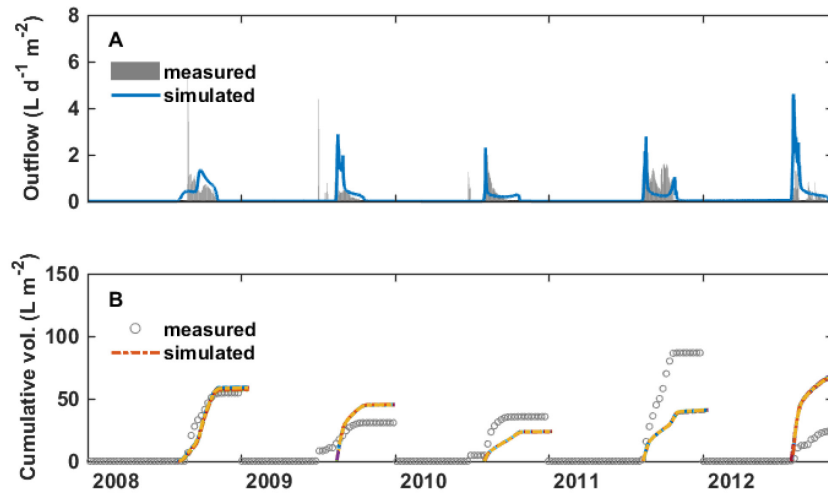 8
A
6
measured
simulated
4
2
0
Outflow (L d⁻¹ m⁻²)
150
B
measured
100
simulated
50
0
Cumulative vol. (L m⁻²)
2008 2009 2010 2011 2012